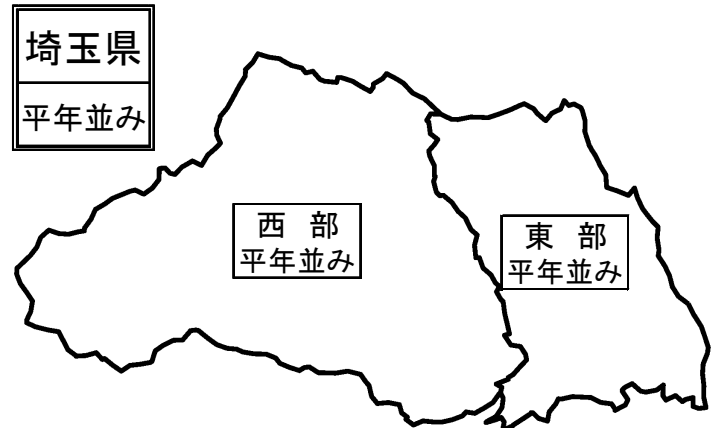 埼玉県
平年並み
西 部
平年並み
東 部
平年並み